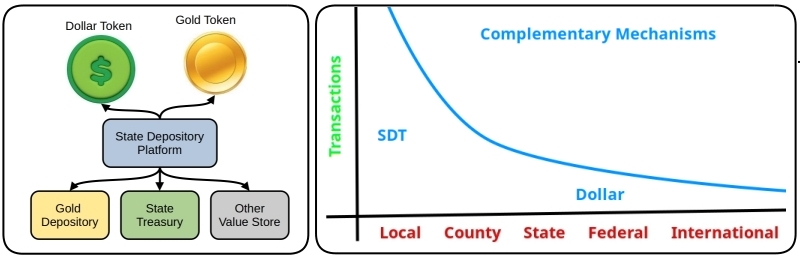 Dollar Token
Gold Token
$
State Depository
Platform
Gold
Depository
State
Treasury
Other
Value Store
Complementary Mechanisms
Transactions
SDT
Dollar
Local County State Federal International